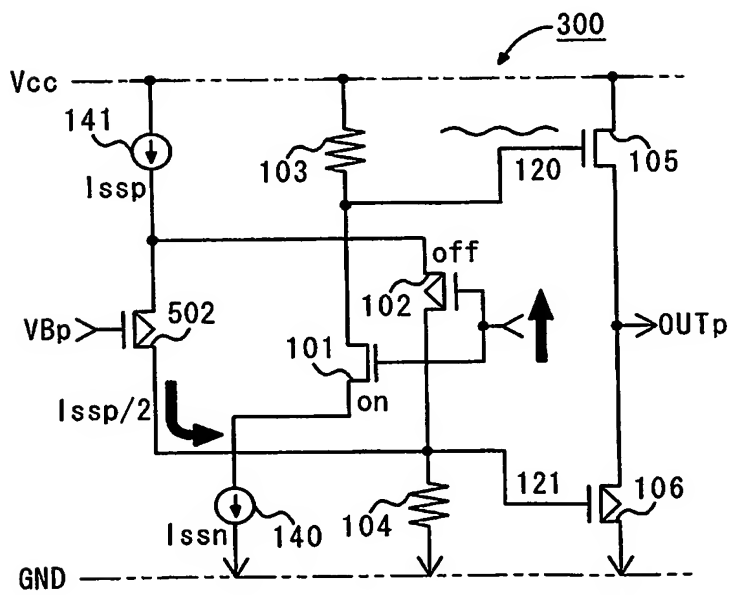 300
Vcc
141
Issp
103
120
105
off
102
VBp
502
101
on
OUTp
Issp/2
121
106
Issn
140
104
GND